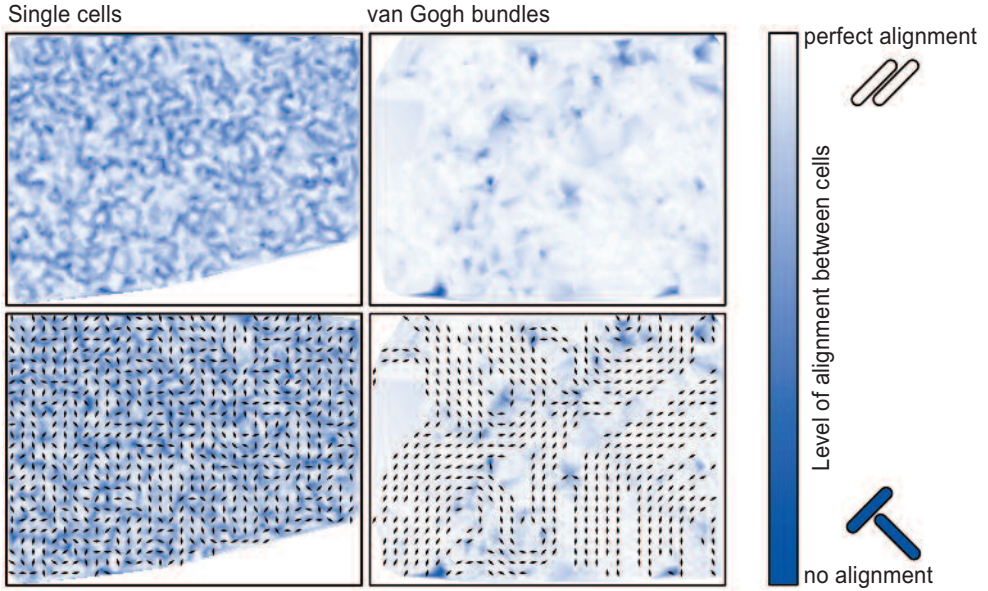 Single cells
van Gogh bundles
perfect alignment
Level of alignment between cells
no alignment